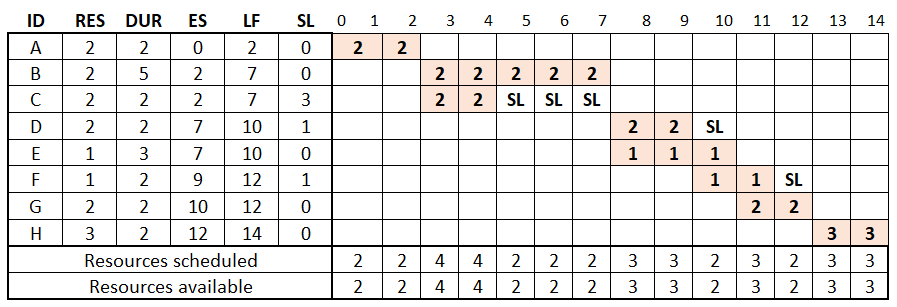 ID RES DUR ES LF SL 0 1 2 3 4 5 6 7 8 9 10 11 12 13 14
A 2 2 0 2 0 2 2
B 2 5 2 7 0 2 2 2 2 2
C 2 2 2 7 3 2 2 SL SL SL
D 2 2 7 10 1 2 2 SL
E 1 3 7 10 0 1 1 1
F 1 2 9 12 1 1 1 SL
G 2 2 10 12 0 2 2
H 3 2 12 14 0 3 3
Resources scheduled 2 2 4 4 2 2 2 3 3 2 3 2 3 3
Resources available 2 2 4 4 2 2 2 3 3 2 3 2 3 3